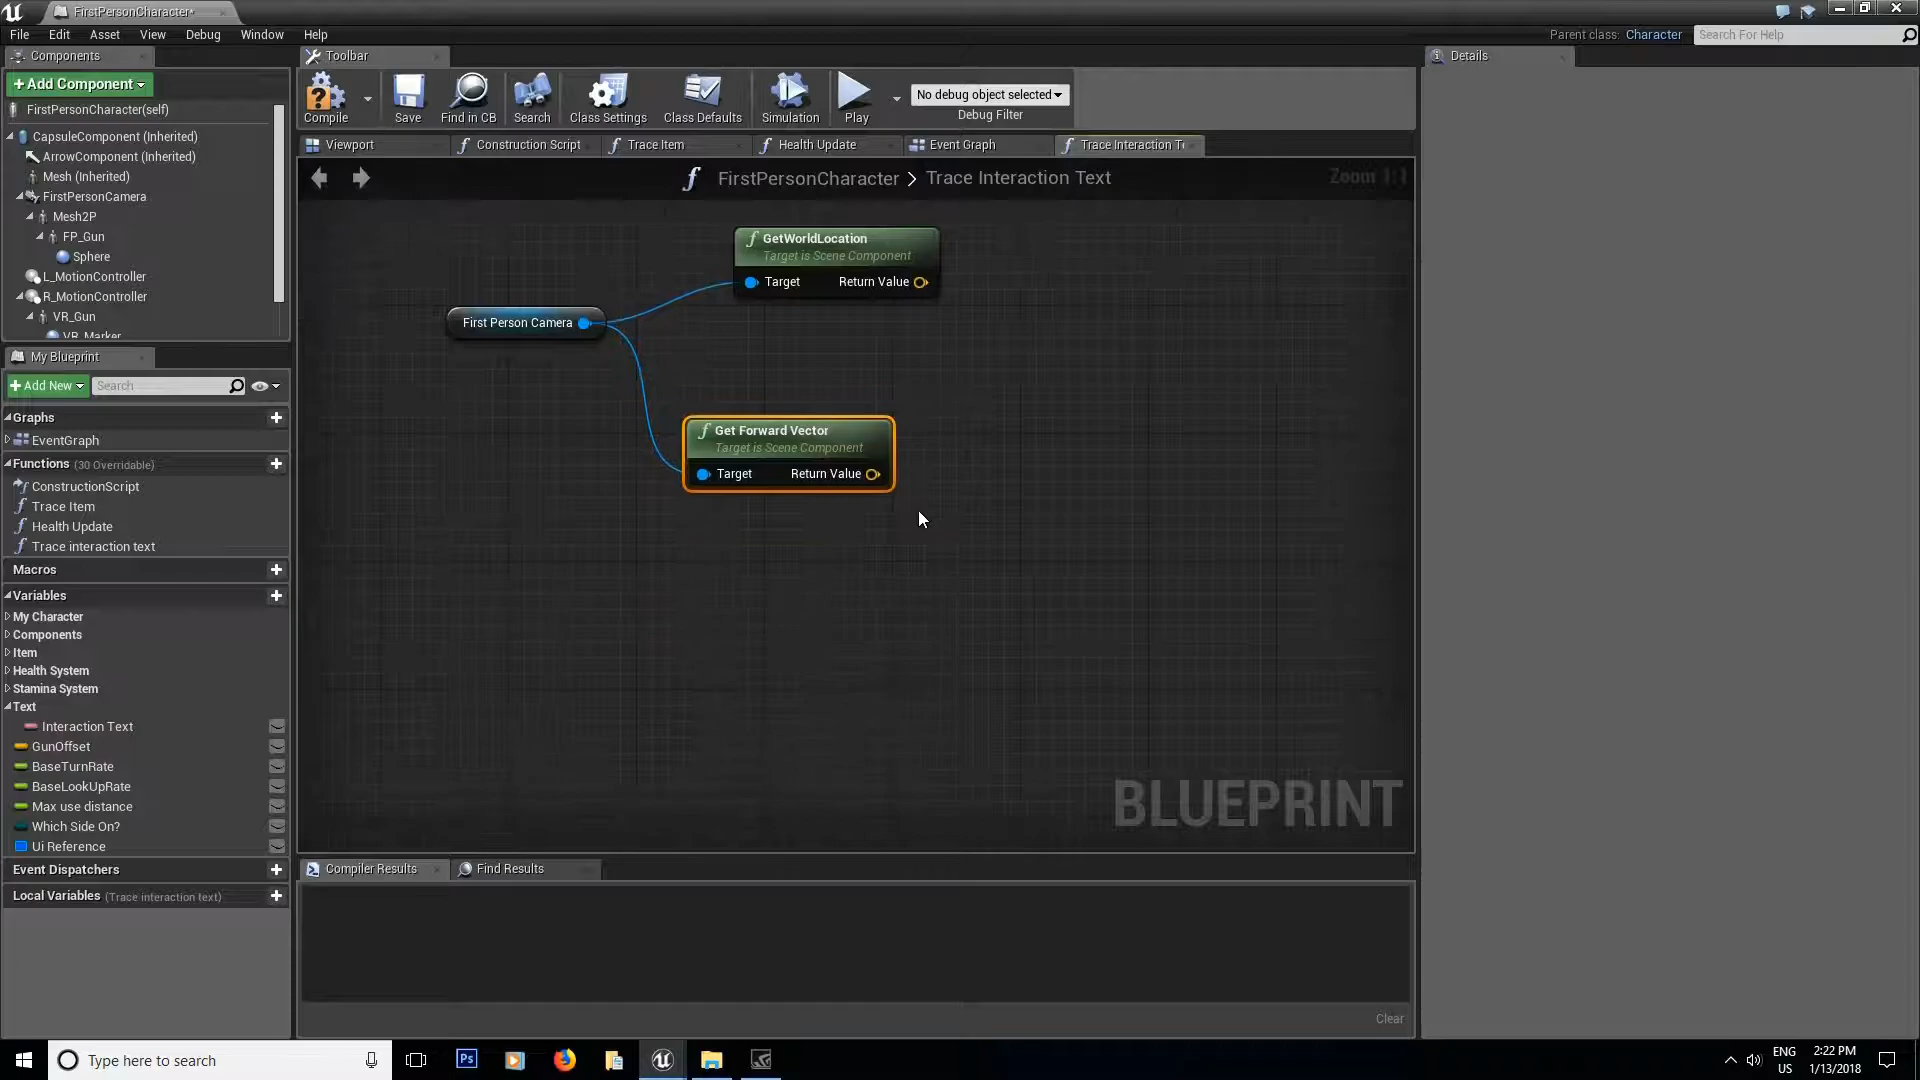 FirstPersonCharacter*
File Edit Asset View Debug Window Help
Parent class: Character
Search For Help
Components
Toolbar
Details
+Add Component
FirstPersonCharacter(self)
CapsuleComponent (Inherited)
ArrowComponent (Inherited)
Mesh (Inherited)
FirstPersonCamera
Mesh2P
FP_Gun
Sphere
L_MotionController
R_MotionController
VR_Gun
VR_Marker
Compile
Save
Find in CB
Search
Class Settings
Class Defaults
Simulation
Play
No debug object selected
Debug Filter
Viewport
Construction Script
Trace Item
Health Update
Event Graph
Trace Interaction T
FirstPersonCharacter > Trace Interaction Text
Zoom 1:1
GetWorldLocation
Target is Scene Component
Target Return Value
First Person Camera
Get Forward Vector
Target is Scene Component
Target Return Value
BLUEPRINT
My Blueprint
+Add New
Search
Graphs
EventGraph
Functions (30 Overridable)
ConstructionScript
Trace Item
Health Update
Trace interaction text
Macros
Variables
My Character
Components
Item
Health System
Stamina System
Text
Interaction Text
GunOffset
BaseTurnRate
BaseLookUpRate
Max use distance
Which Side On?
Ui Reference
Event Dispatchers
Local Variables (Trace interaction text)
Compiler Results
Find Results
Clear
Type here to search
Ps
ENG
US
2:22 PM
1/13/2018